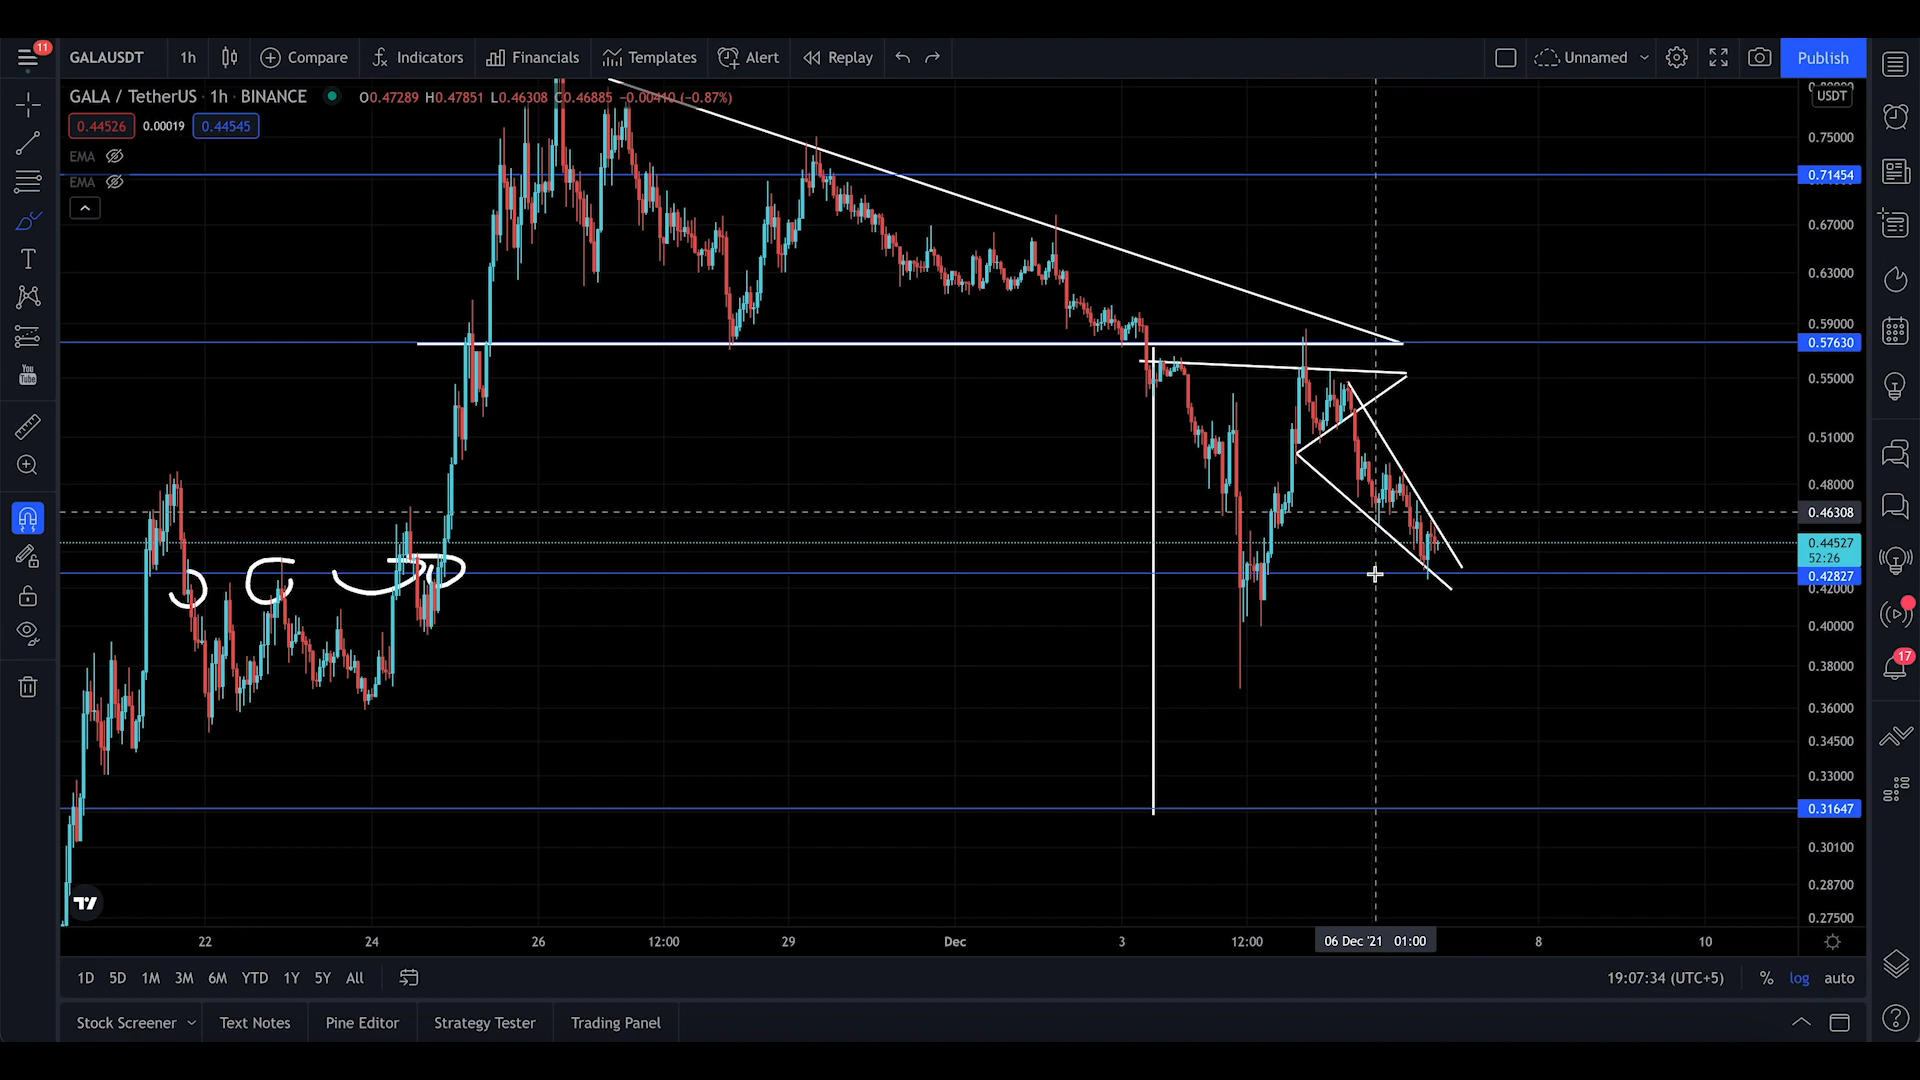 11
GALAUSDT 1h Compare Indicators Financials Templates Alert Replay Unnamed Publish
GALA / TetherUS · 1h · BINANCE O0.47289 H0.47851 L0.46308 C0.46885 −0.00410 (−0.87%)
USDT
0.44526 0.00019 0.44545
EMA
EMA
0.75000
0.71454
0.67000
0.63000
0.59000
0.57630
0.55000
0.51000
0.48000
0.46308
0.44527
52:26
0.42827
0.42000
0.40000
0.38000
0.36000
0.34500
0.33000
0.31647
0.30100
0.28700
0.27500
You
Tube
17
22 24 26 12:00 29 Dec 3 12:00 06 Dec '21 01:00 8 10
1D 5D 1M 3M 6M YTD 1Y 5Y All 19:07:34 (UTC+5) % log auto
Stock Screener Text Notes Pine Editor Strategy Tester Trading Panel